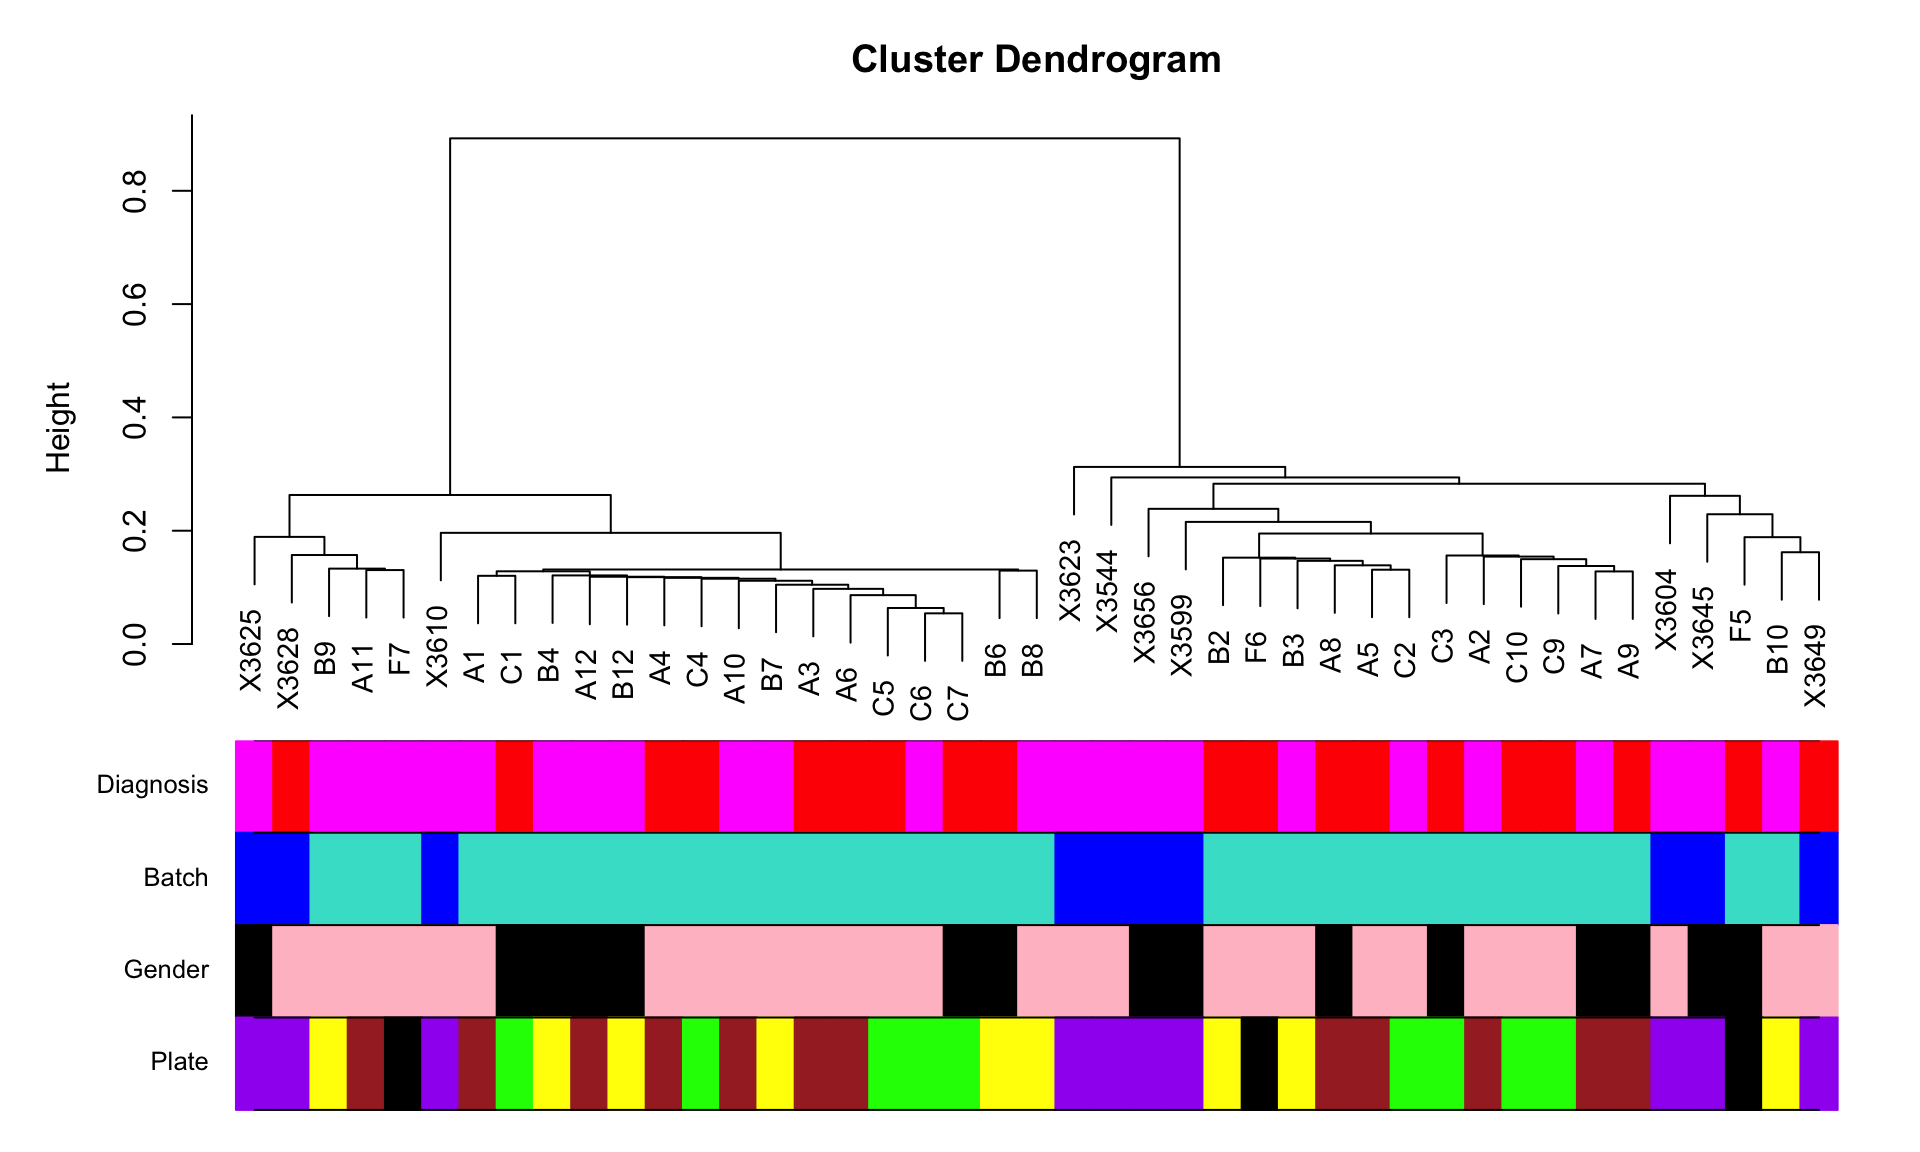 Cluster Dendrogram
Height
0.0 0.2 0.4 0.6 0.8
X3625 X3628 B9 A11 F7 X3610 A1 C1 B4 A12 B12 A4 C4 A10 B7 A3 A6 C5 C6 C7 B6 B8 X3623 X3544 X3656 X3599 B2 F6 B3 A8 A5 C2 C3 A2 C10 C9 A7 A9 X3604 X3645 F5 B10 X3649
Diagnosis
Batch
Gender
Plate